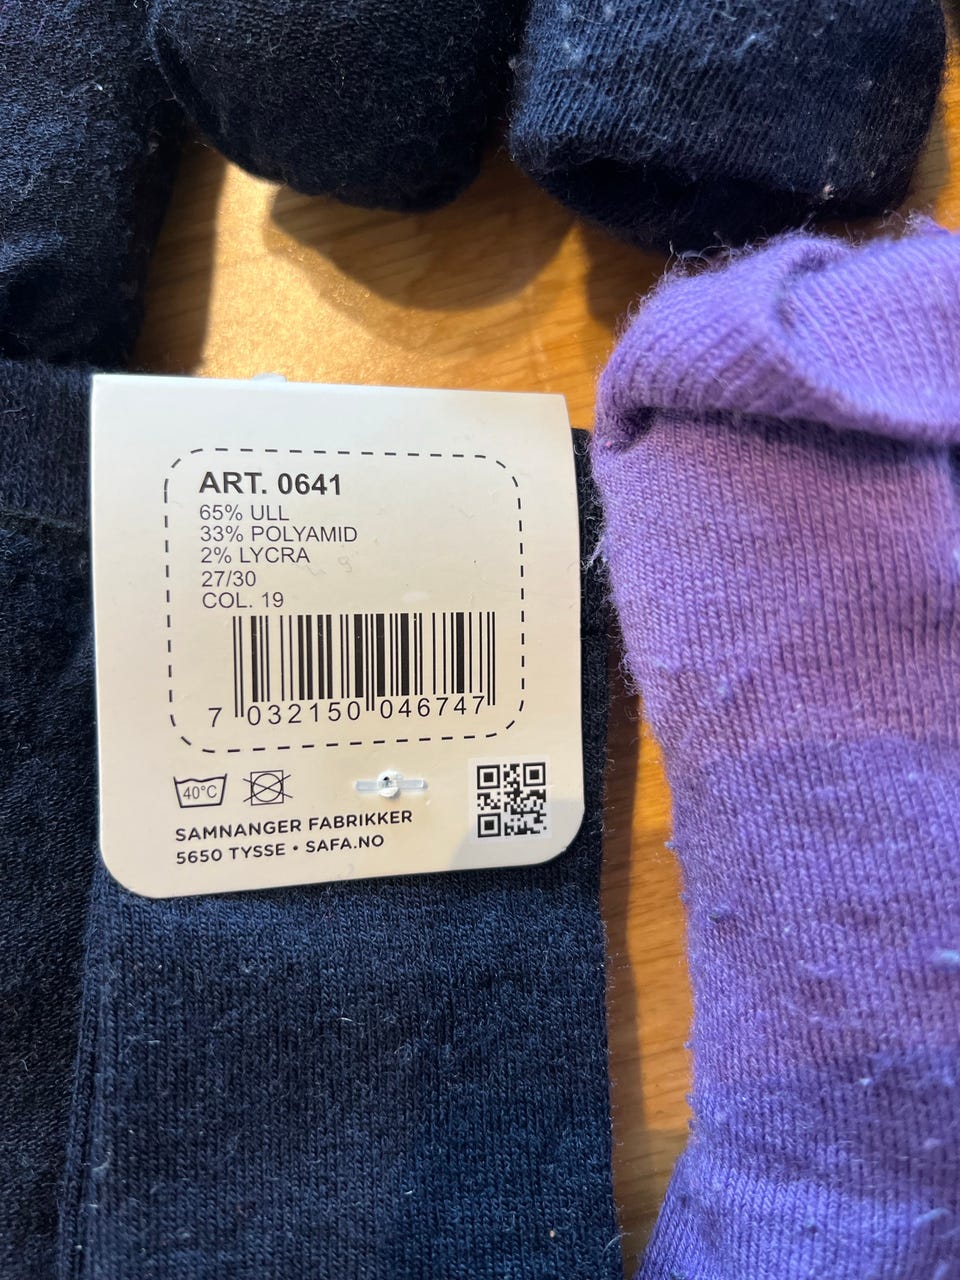 ART. 0641
65% ULL
33% POLYAMID
2% LYCRA
27/30
COL. 19
7 032150 046747
40°C
SAMNANGER FABRIKKER
5650 TYSSE • SAFA.NO